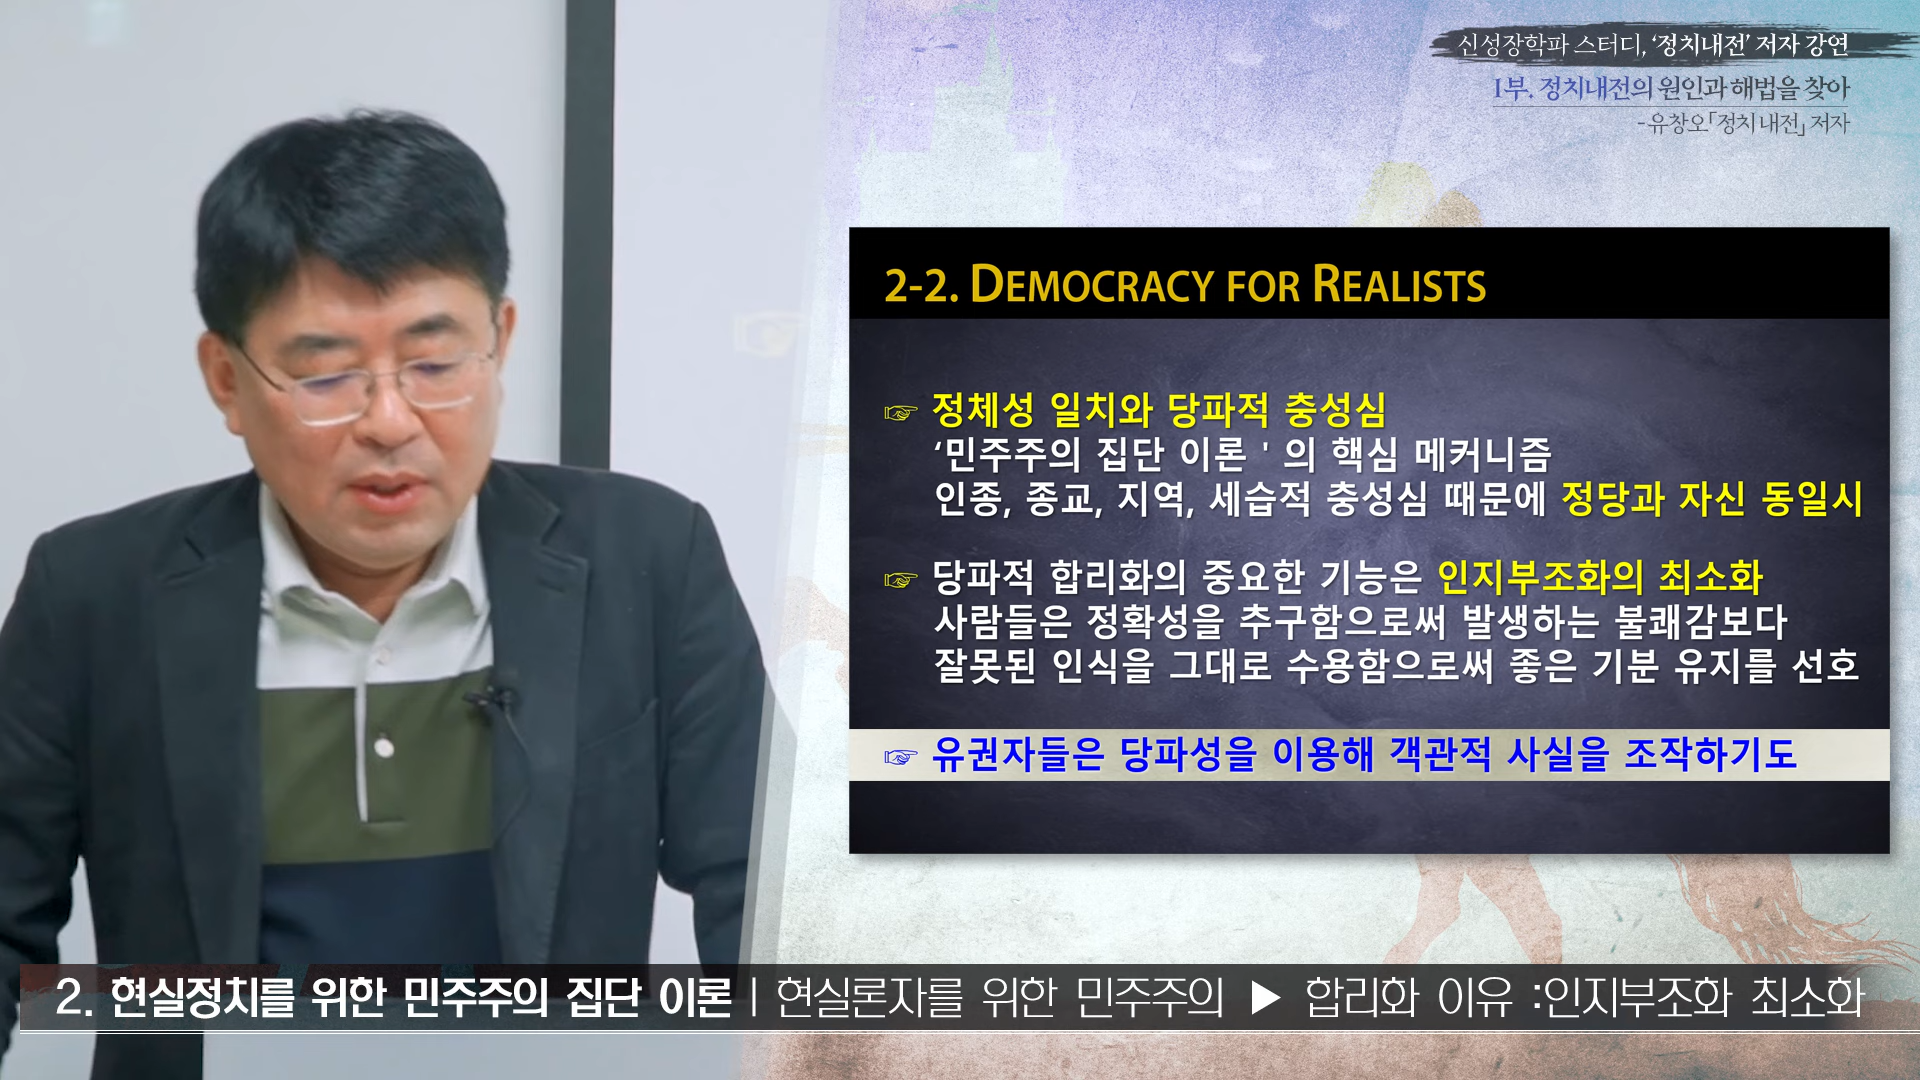 신성장학파 스터디, '정치내전' 저자 강연
1부. 정치내전의 원인과 해법을 찾아
-유창오「정치 내전」 저자
2-2. DEMOCRACY FOR REALISTS
☞ 정체성 일치와 당파적 충성심
‘민주주의 집단 이론 ' 의 핵심 메커니즘
인종, 종교, 지역, 세습적 충성심 때문에 정당과 자신 동일시
☞ 당파적 합리화의 중요한 기능은 인지부조화의 최소화
사람들은 정확성을 추구함으로써 발생하는 불쾌감보다
잘못된 인식을 그대로 수용함으로써 좋은 기분 유지를 선호
☞ 유권자들은 당파성을 이용해 객관적 사실을 조작하기도
2. 현실정치를 위한 민주주의 집단 이론 | 현실론자를 위한 민주주의 ▶ 합리화 이유 :인지부조화 최소화